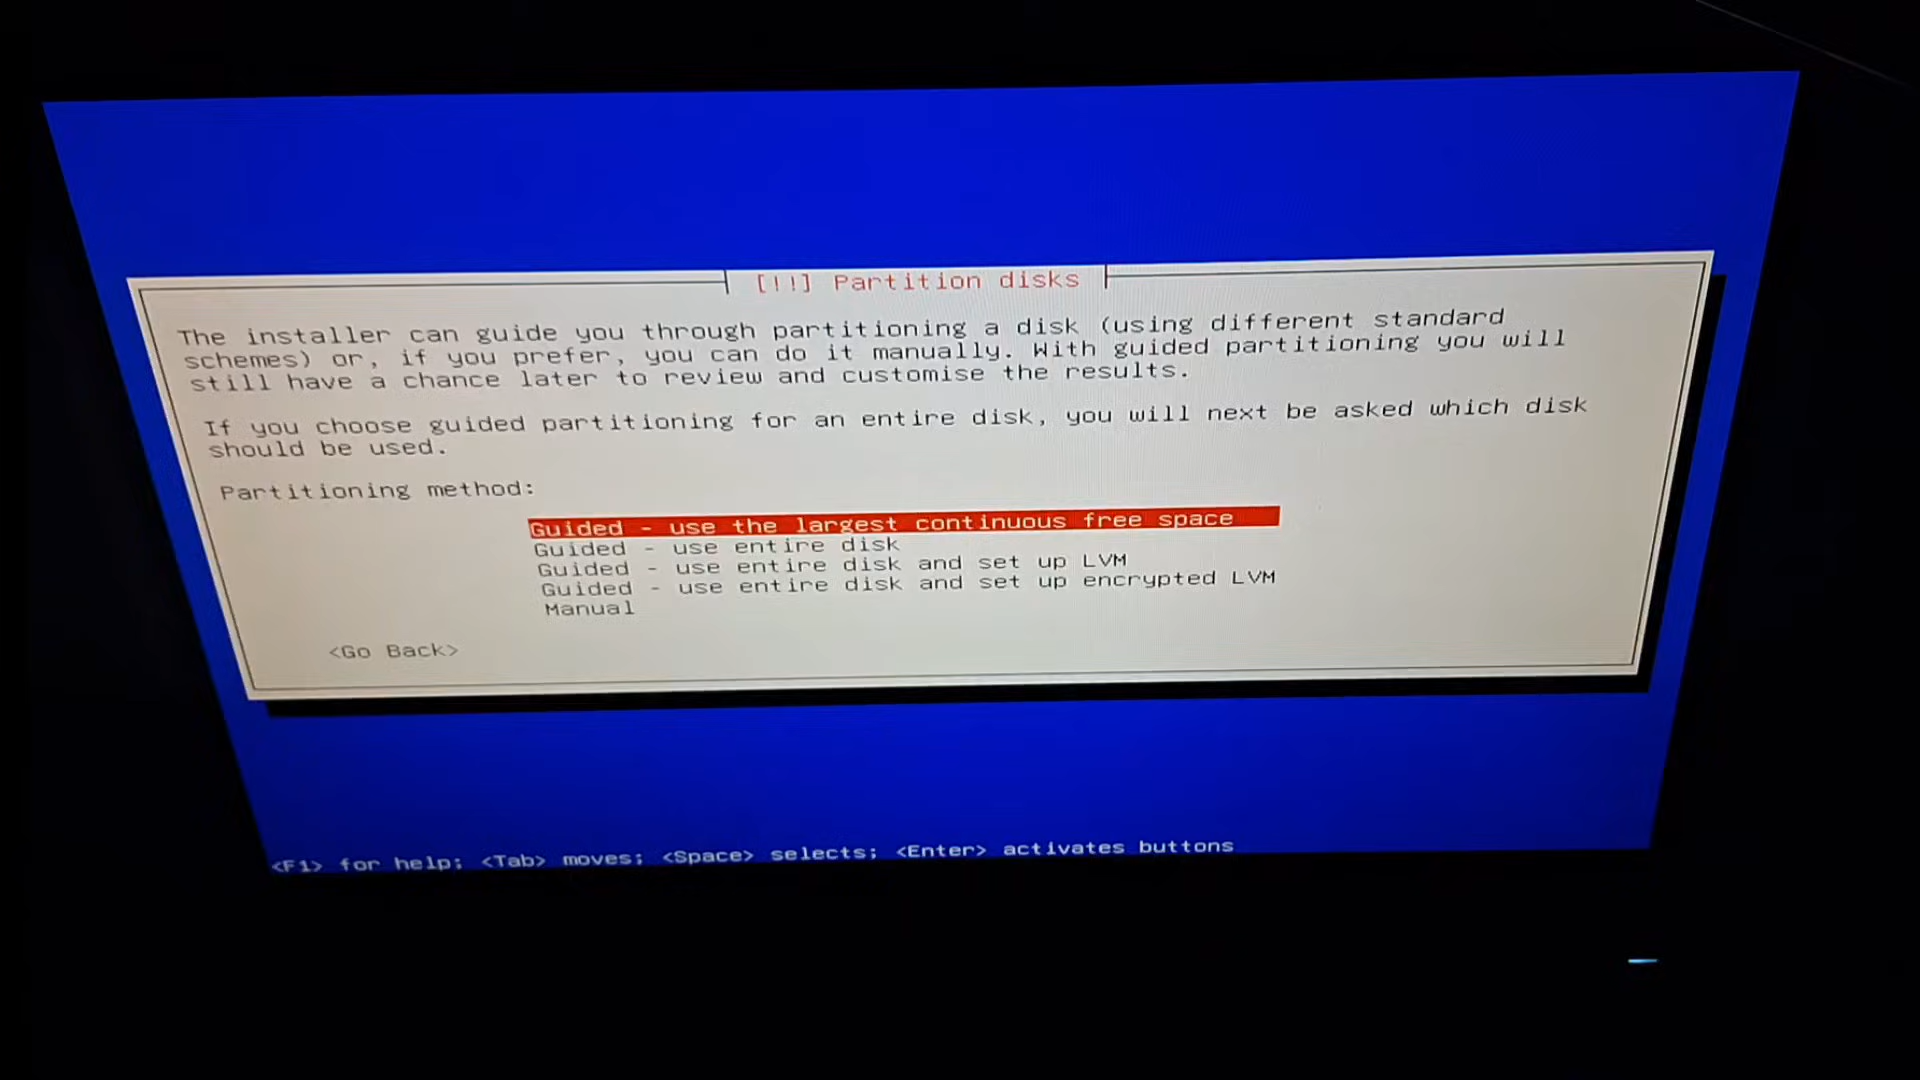 [!!] Partition disks
The installer can guide you through partitioning a disk (using different standard
schemes) or, if you prefer, you can do it manually. With guided partitioning you will
still have a chance later to review and customise the results.
If you choose guided partitioning for an entire disk, you will next be asked which disk
should be used.
Partitioning method:
Guided - use the largest continuous free space
Guided - use entire disk
Guided - use entire disk and set up LVM
Guided - use entire disk and set up encrypted LVM
Manual
<Go Back>
<F1> for help; <Tab> moves; <Space> selects; <Enter> activates buttons